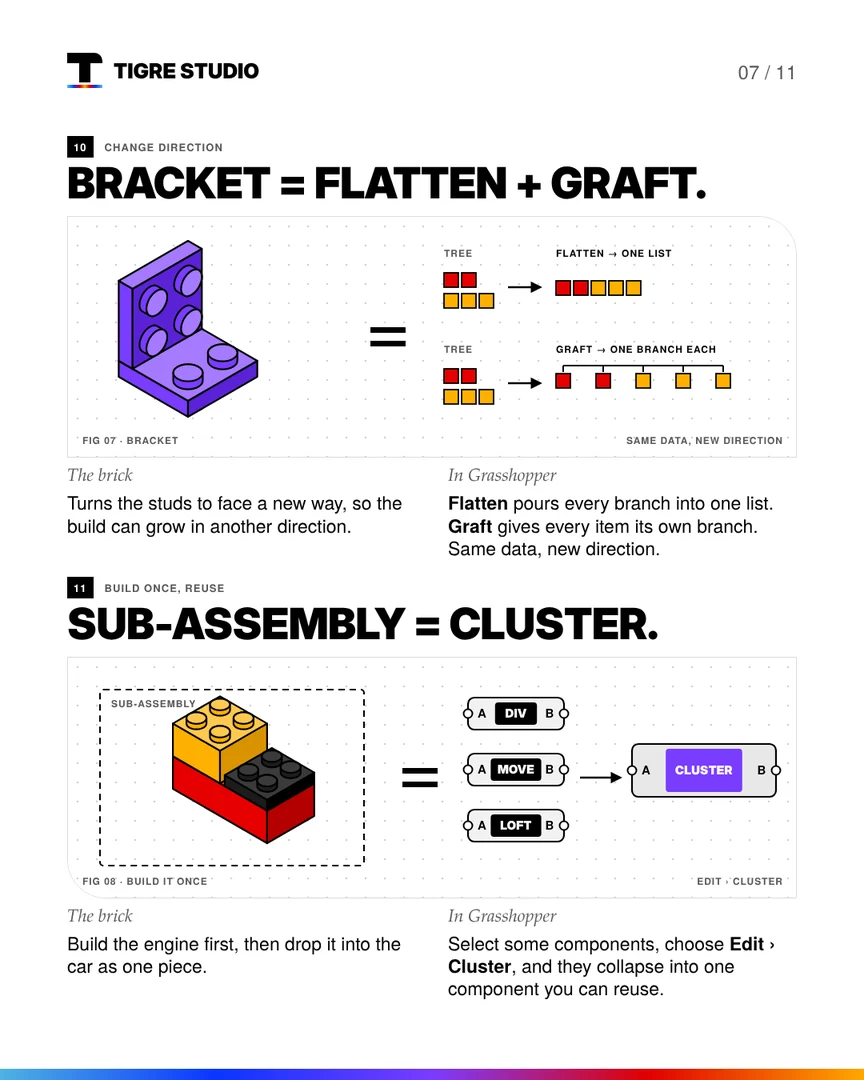 TIGRE STUDIO
07 / 11
10 CHANGE DIRECTION
BRACKET = FLATTEN + GRAFT.
TREE
FLATTEN → ONE LIST
=
TREE
GRAFT → ONE BRANCH EACH
FIG 07 · BRACKET
SAME DATA, NEW DIRECTION
The brick
Turns the studs to face a new way, so the
build can grow in another direction.
In Grasshopper
Flatten pours every branch into one list.
Graft gives every item its own branch.
Same data, new direction.
11 BUILD ONCE, REUSE
SUB-ASSEMBLY = CLUSTER.
SUB-ASSEMBLY
=
A DIV B
A MOVE B
A LOFT B
A CLUSTER B
FIG 08 · BUILD IT ONCE
EDIT › CLUSTER
The brick
Build the engine first, then drop it into the
car as one piece.
In Grasshopper
Select some components, choose Edit ›
Cluster, and they collapse into one
component you can reuse.